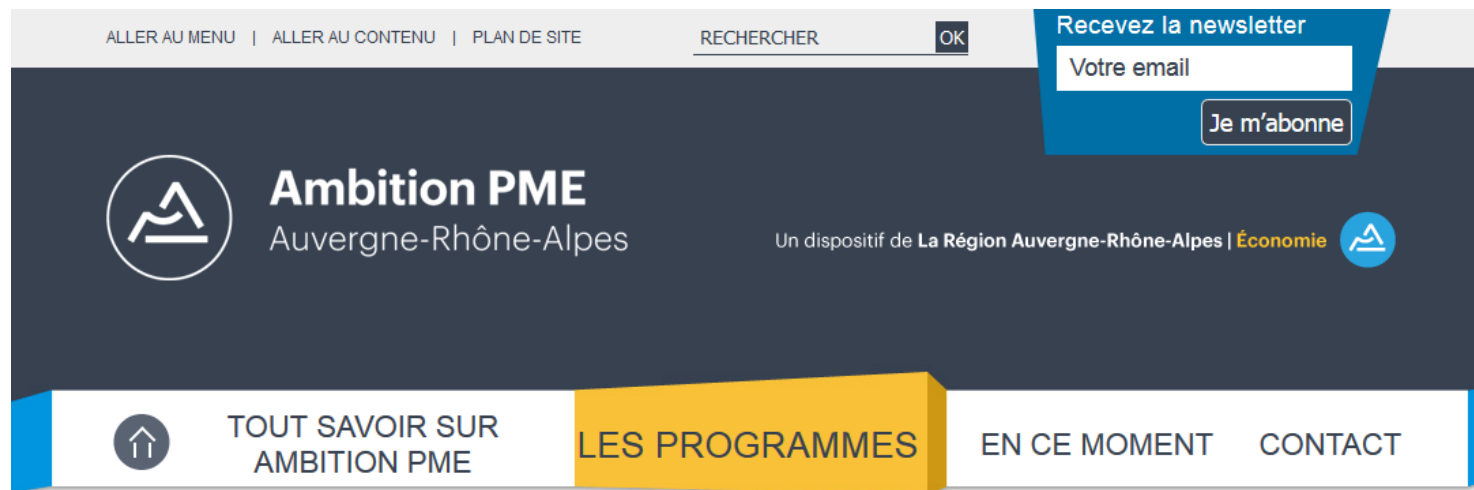 ALLER AU MENU | ALLER AU CONTENU | PLAN DE SITE
RECHERCHER OK
Recevez la newsletter
Votre email
Je m’abonne
Ambition PME
Auvergne-Rhône-Alpes
Un dispositif de La Région Auvergne-Rhône-Alpes | Économie
TOUT SAVOIR SUR
AMBITION PME
LES PROGRAMMES
EN CE MOMENT
CONTACT